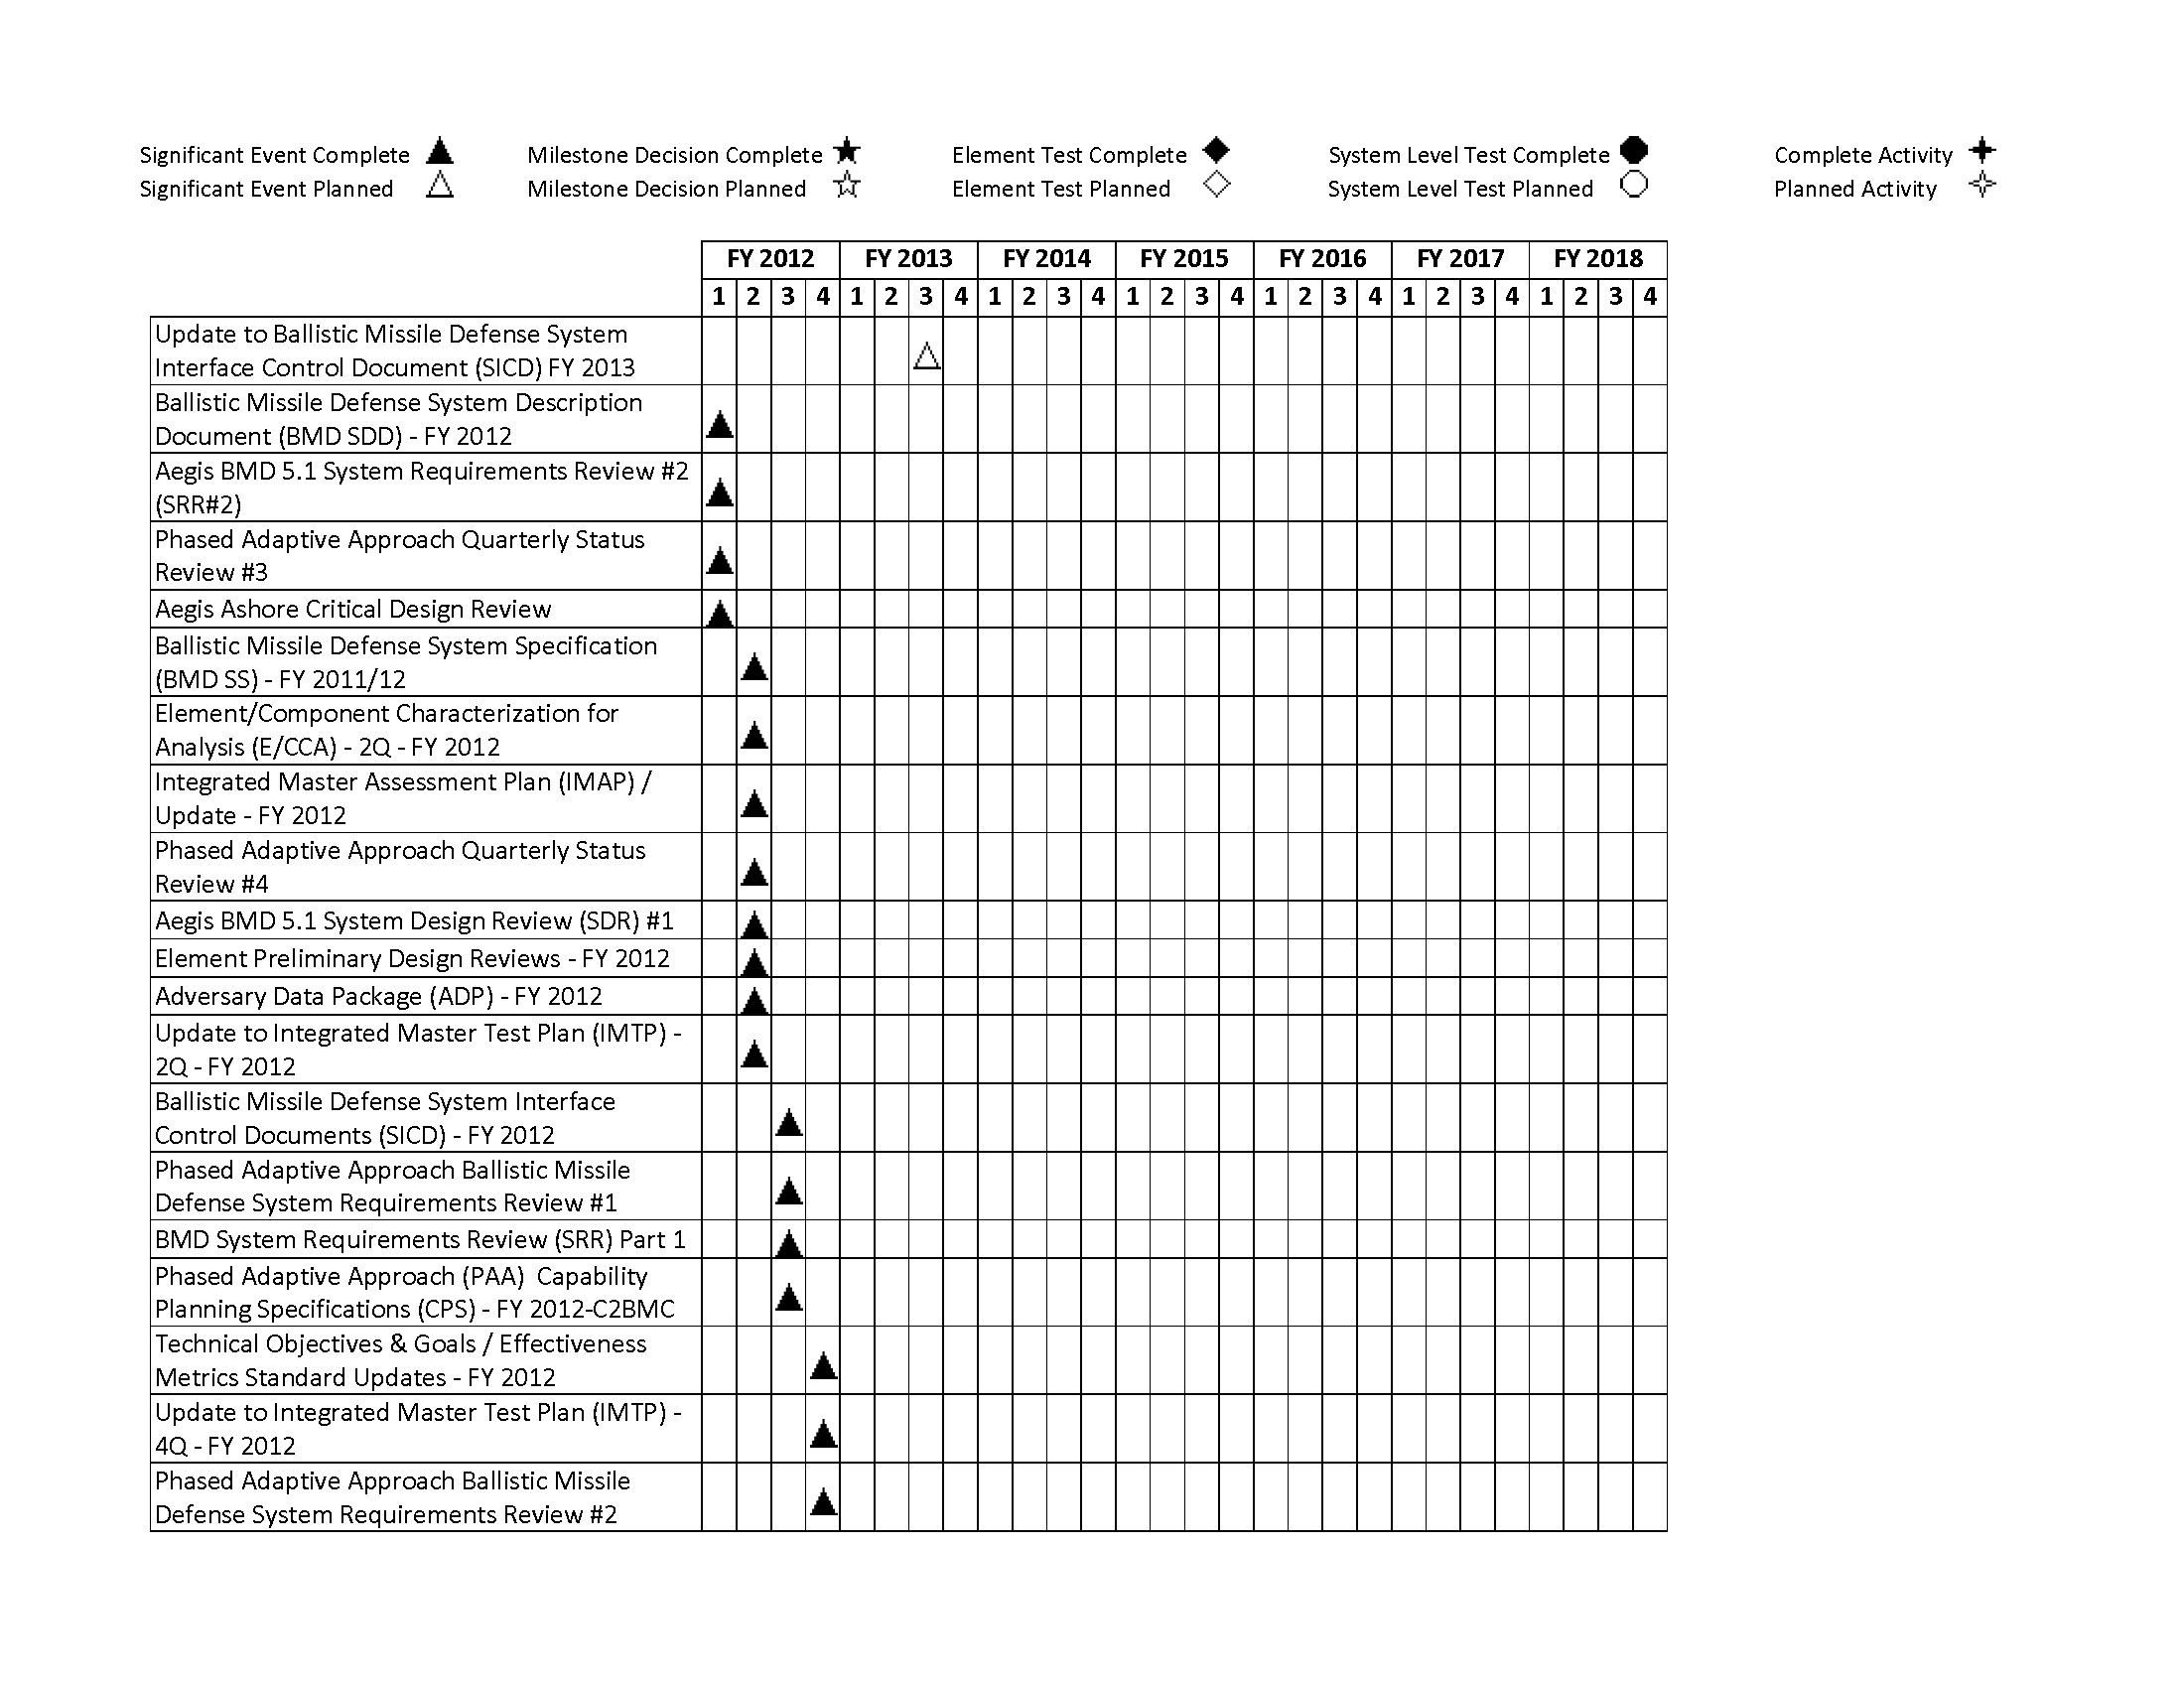 Significant Event Complete Milestone Decision Complete Element Test Complete System Level Test Complete Complete Activity
Significant Event Planned Milestone Decision Planned Element Test Planned System Level Test Planned Planned Activity
FY 2012 FY 2013 FY 2014 FY 2015 FY 2016 FY 2017 FY 2018
1 2 3 4 1 2 3 4 1 2 3 4 1 2 3 4 1 2 3 4 1 2 3 4 1 2 3 4
Update to Ballistic Missile Defense System
Interface Control Document (SICD) FY 2013
Ballistic Missile Defense System Description
Document (BMD SDD) - FY 2012
Aegis BMD 5.1 System Requirements Review #2
(SRR#2)
Phased Adaptive Approach Quarterly Status
Review #3
Aegis Ashore Critical Design Review
Ballistic Missile Defense System Specification
(BMD SS) - FY 2011/12
Element/Component Characterization for
Analysis (E/CCA) - 2Q - FY 2012
Integrated Master Assessment Plan (IMAP) /
Update - FY 2012
Phased Adaptive Approach Quarterly Status
Review #4
Aegis BMD 5.1 System Design Review (SDR) #1
Element Preliminary Design Reviews - FY 2012
Adversary Data Package (ADP) - FY 2012
Update to Integrated Master Test Plan (IMTP) -
2Q - FY 2012
Ballistic Missile Defense System Interface
Control Documents (SICD) - FY 2012
Phased Adaptive Approach Ballistic Missile
Defense System Requirements Review #1
BMD System Requirements Review (SRR) Part 1
Phased Adaptive Approach (PAA)  Capability
Planning Specifications (CPS) - FY 2012-C2BMC
Technical Objectives & Goals / Effectiveness
Metrics Standard Updates - FY 2012
Update to Integrated Master Test Plan (IMTP) -
4Q - FY 2012
Phased Adaptive Approach Ballistic Missile
Defense System Requirements Review #2